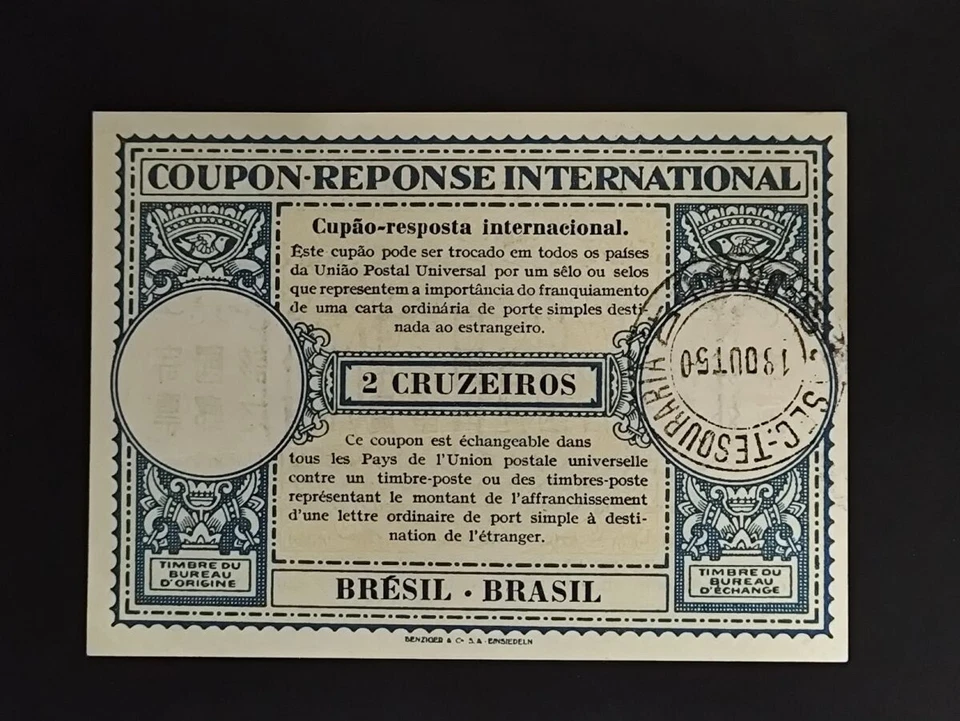 COUPON-REPONSE INTERNATIONAL
Cupão-resposta internacional.
Êste cupão pode ser trocado em todos os países
da União Postal Universal por um sêlo ou selos
que representem a importância do franquiamento
de uma carta ordinária de porte simples desti-
nada ao estrangeiro.
2 CRUZEIROS
Ce coupon est échangeable dans
tous les Pays de l'Union postale universelle
contre un timbre-poste ou des timbres-poste
représentant le montant de l'affranchissement
d'une lettre ordinaire de port simple à desti-
nation de l'étranger.
TIMBRE DU
BUREAU
D'ORIGINE
SEC-TESOURARIA
18 OUT 50
TIMBRE DU
BUREAU
D'ÉCHANGE
BRÉSIL · BRASIL
BENZIGER & Co S.A. EINSIEDELN